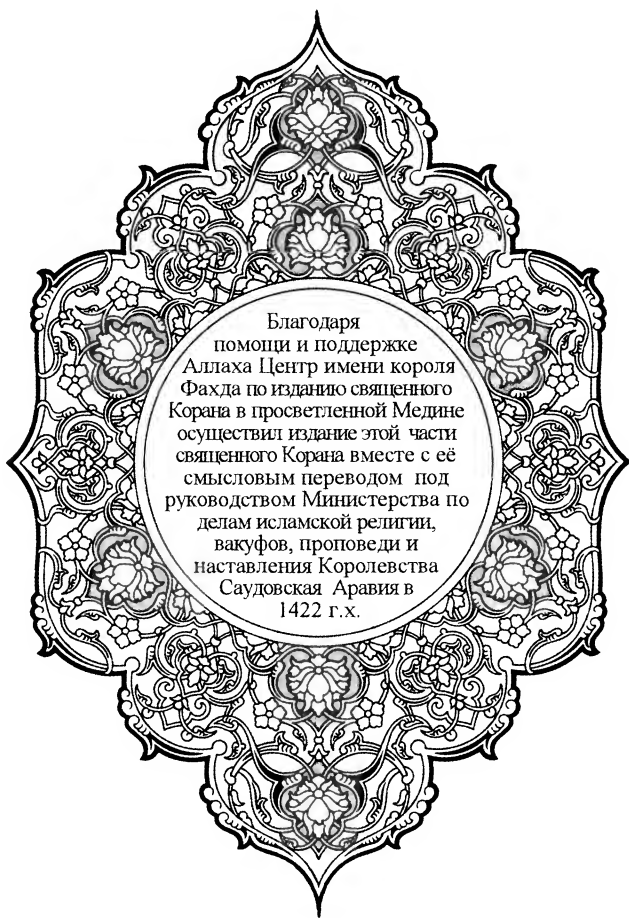 Благодаря
помощи и поддержке
Аллаха Центр имени короля
Фахда по изданию священного
Корана в просветленной Медине
осуществил издание этой части
священного Корана вместе с её
смысловым переводом под
руководством Министерства по
делам исламской религии,
вакуфов, проповеди и
наставления Королевства
Саудовская Аравия в
1422 г.х.